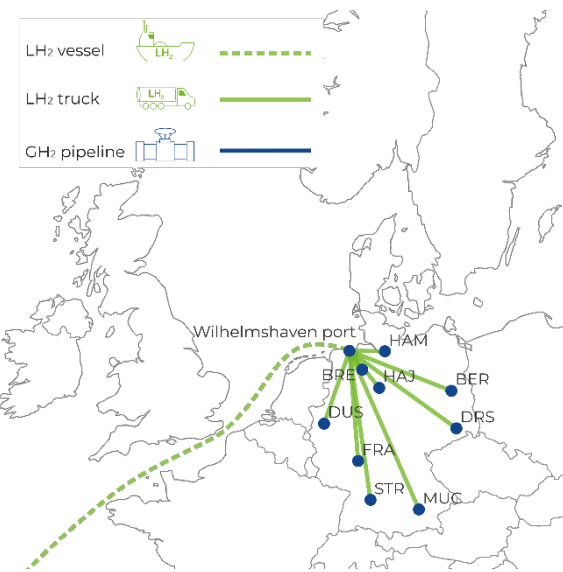 LH₂ vessel
LH₂
LH₂ truck
LH₂
GH₂ pipeline
Wilhelmshaven port
HAM
BRE
HAJ
BER
DUS
DRS
FRA
STR
MUC